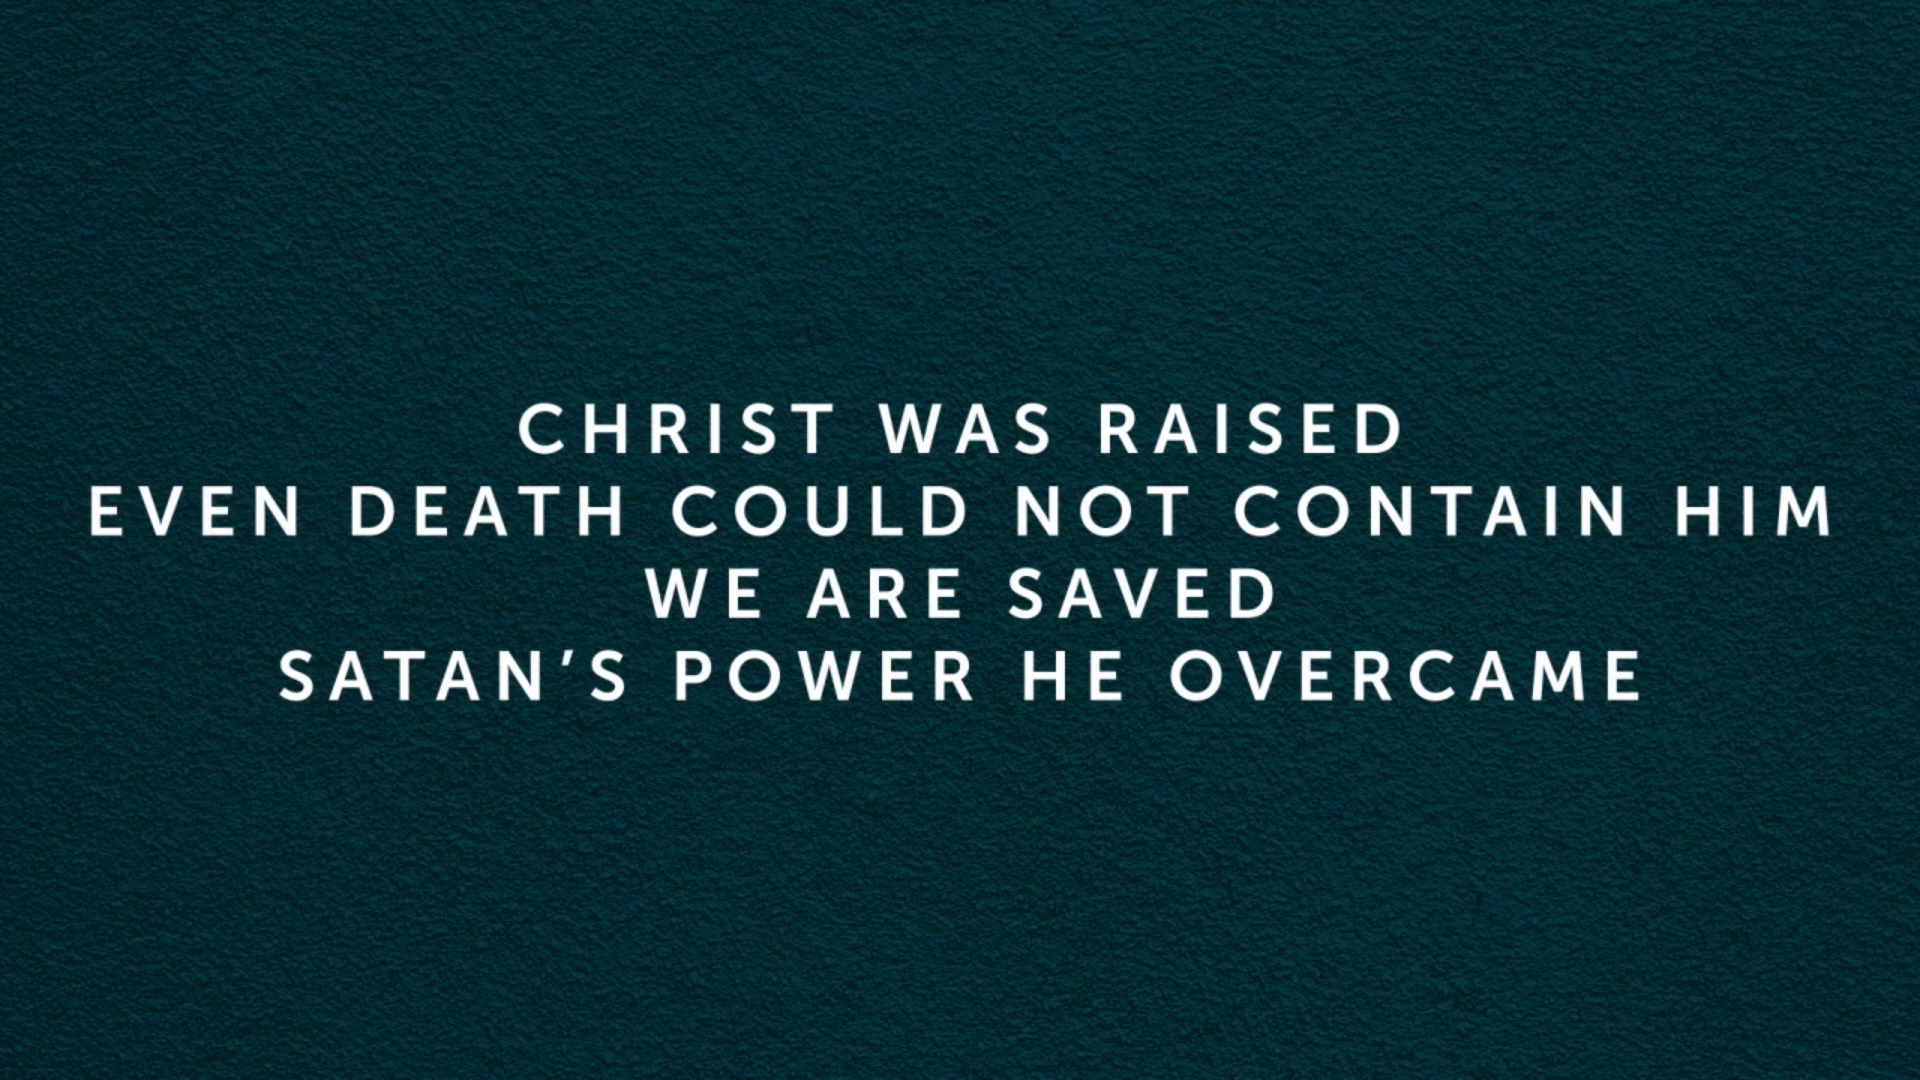 CHRIST WAS RAISED
EVEN DEATH COULD NOT CONTAIN HIM
WE ARE SAVED
SATAN’S POWER HE OVERCAME